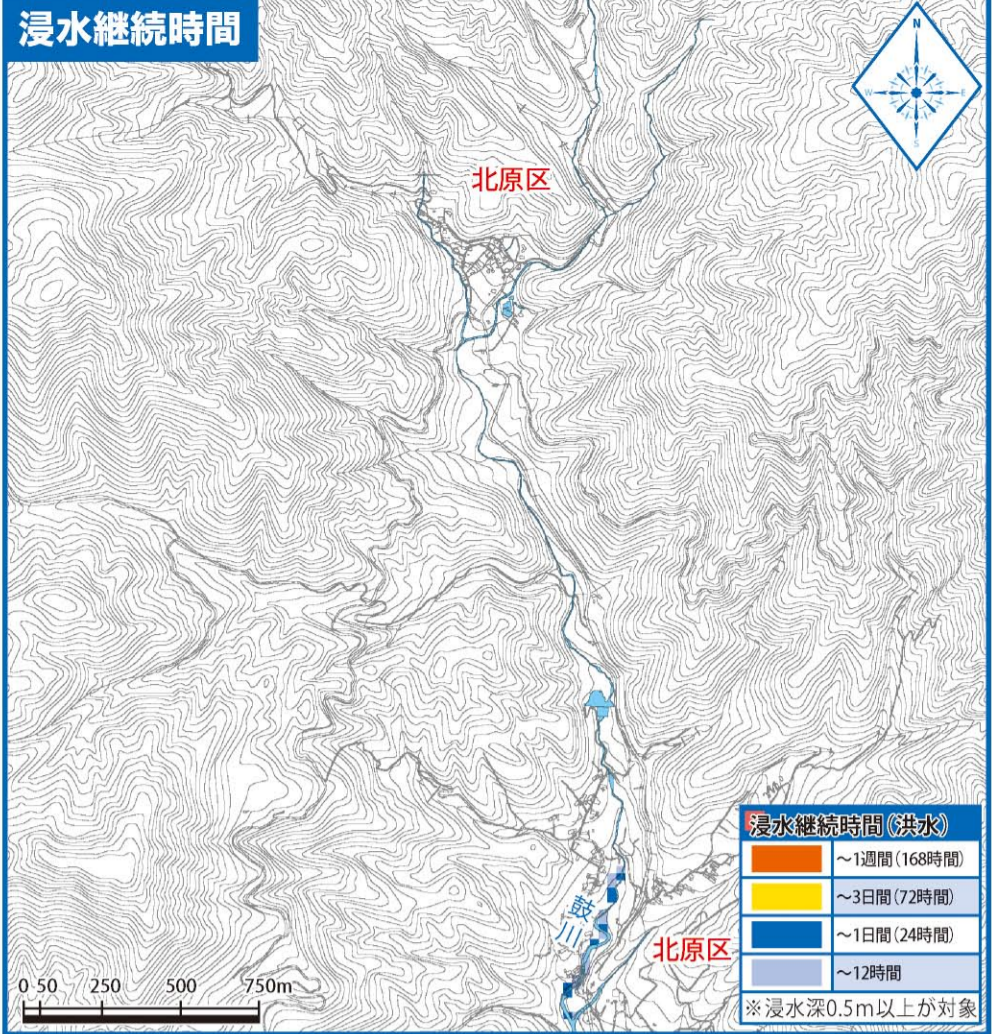 浸水継続時間
N
W E
S
北原区
鼓川
北原区
浸水継続時間(洪水)
~1週間(168時間)
~3日間(72時間)
~1日間(24時間)
~12時間
※浸水深0.5m以上が対象
0 50 250 500 750m